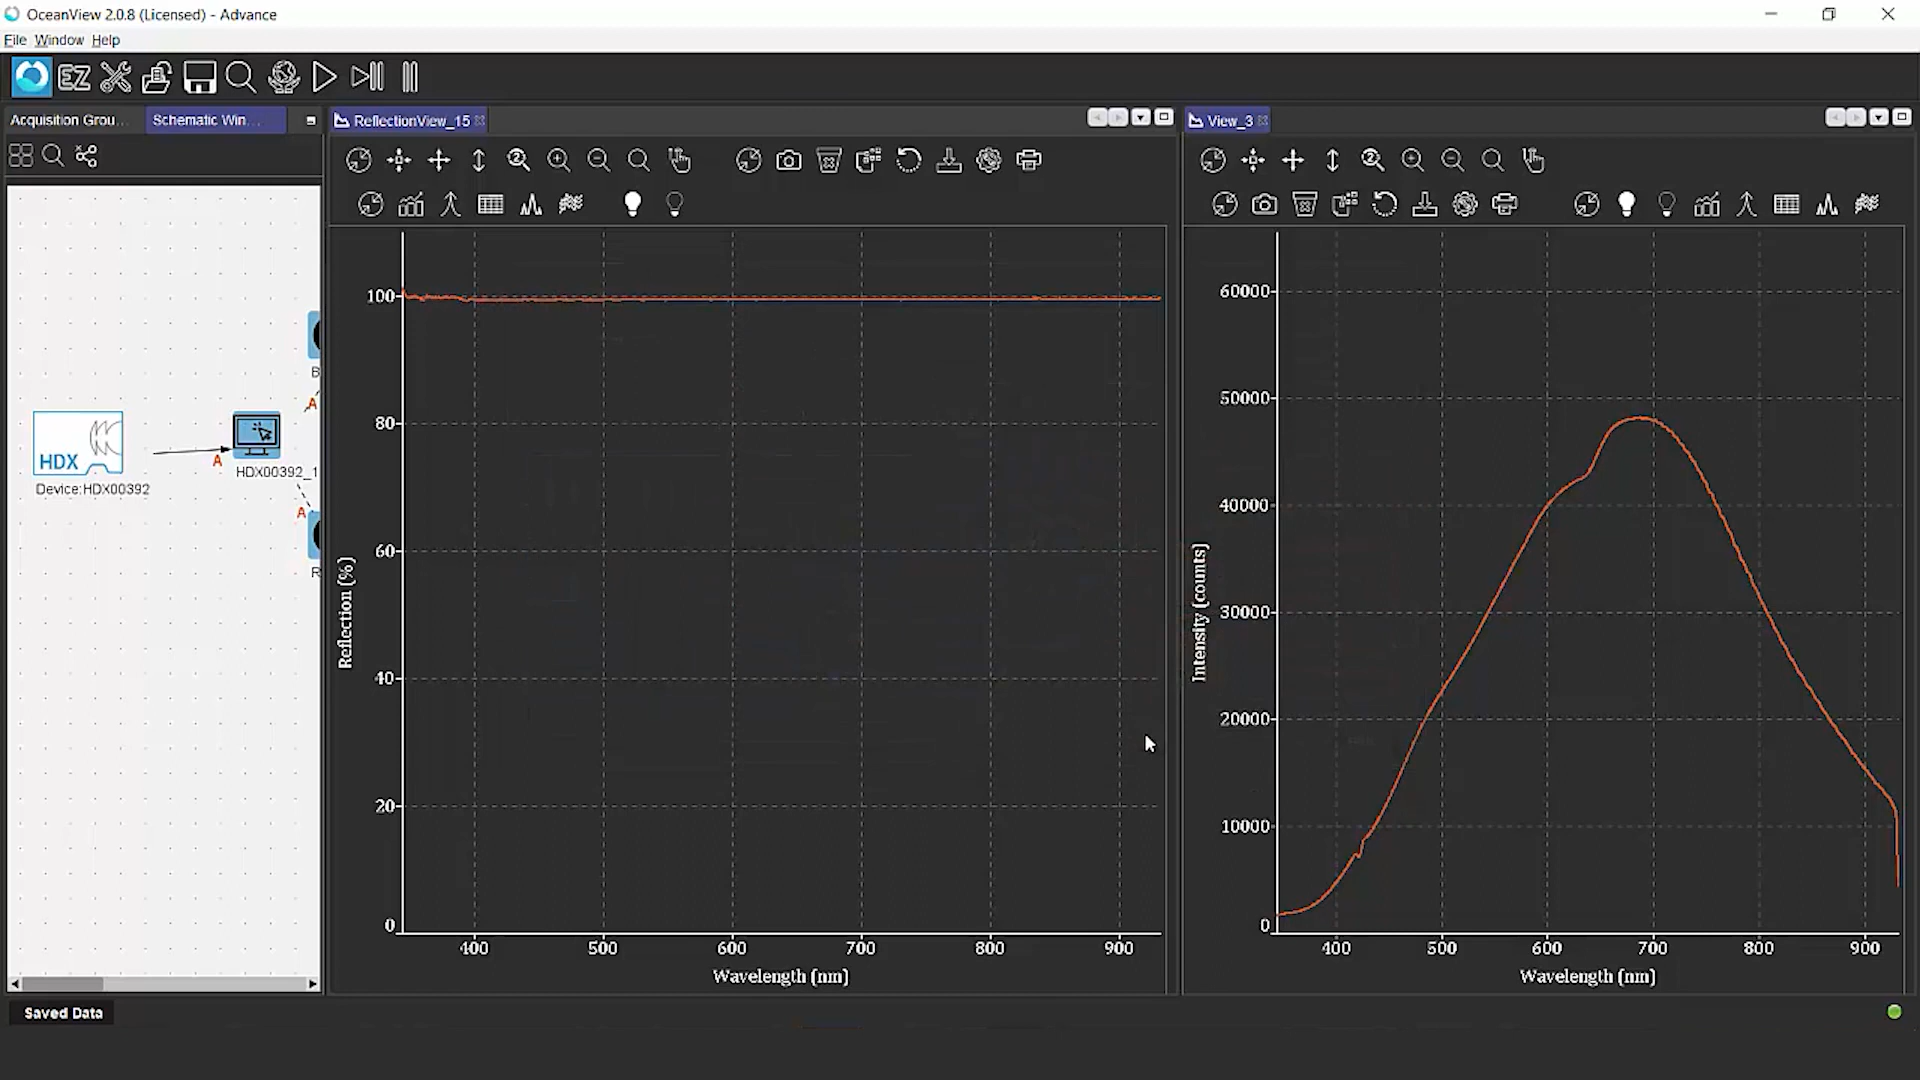 OceanView 2.0.8 (Licensed) - Advance
File Window Help
EZ
Acquisition Grou...
Schematic Win...
ReflectionView_15
View_3
B
A
HDX
A
HDX00392_1
Device:HDX00392
A
R
100
80
60
40
20
0
Reflection (%)
400 500 600 700 800 900
Wavelength (nm)
60000
50000
40000
30000
20000
10000
0
Intensity (counts)
400 500 600 700 800 900
Wavelength (nm)
Saved Data